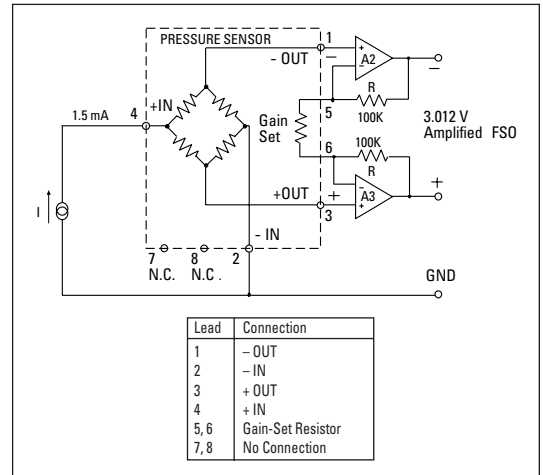 PRESSURE SENSOR
1
- OUT
–
+
–
A2
–
R
100K
5
1.5 mA
4
+IN
Gain
Set
3.012 V
Amplified FSO
6
100K
R
I
+OUT
+
3
–
+
A3
+
- IN
7
8
2
N.C.
N.C .
GND
Lead
Connection
1
– OUT
2
– IN
3
+ OUT
4
+ IN
5, 6
Gain-Set Resistor
7, 8
No Connection